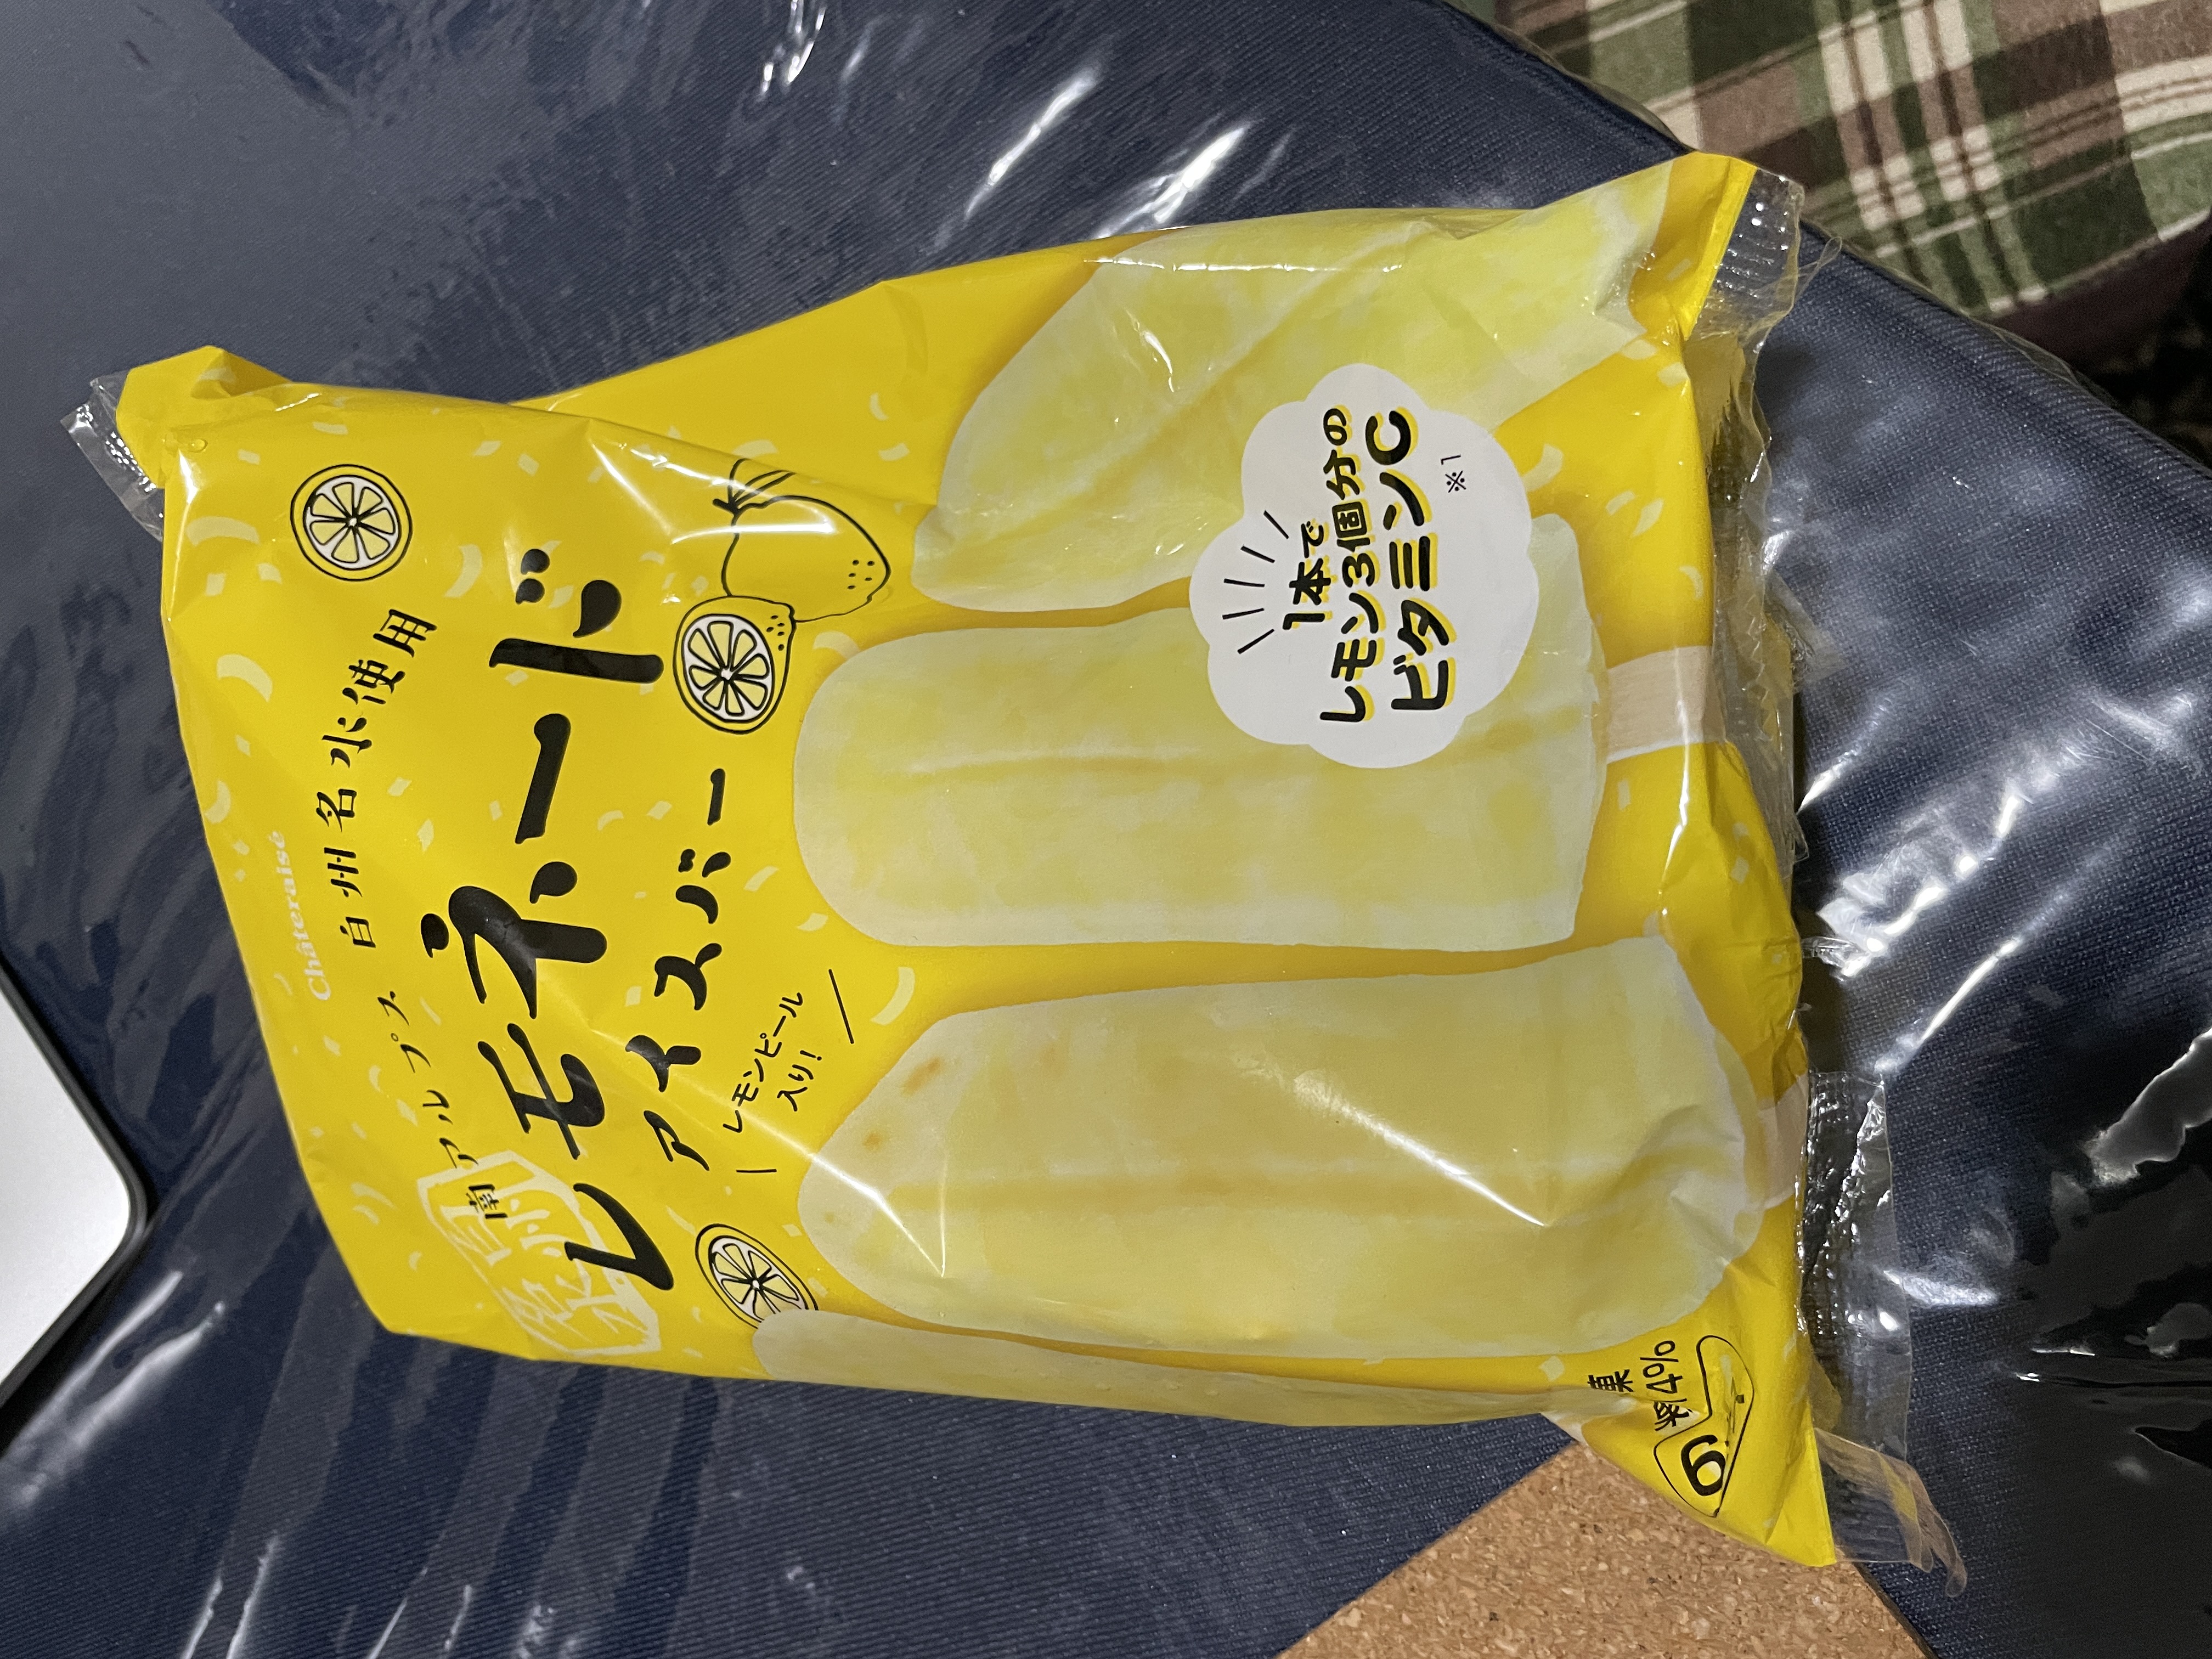 Châteraisé
南アルプス 白州名水使用
レモネード
アイスバー
レモンピール
入り!
1本で
レモン3個分の
ビタミンC
※1
果汁4%
6